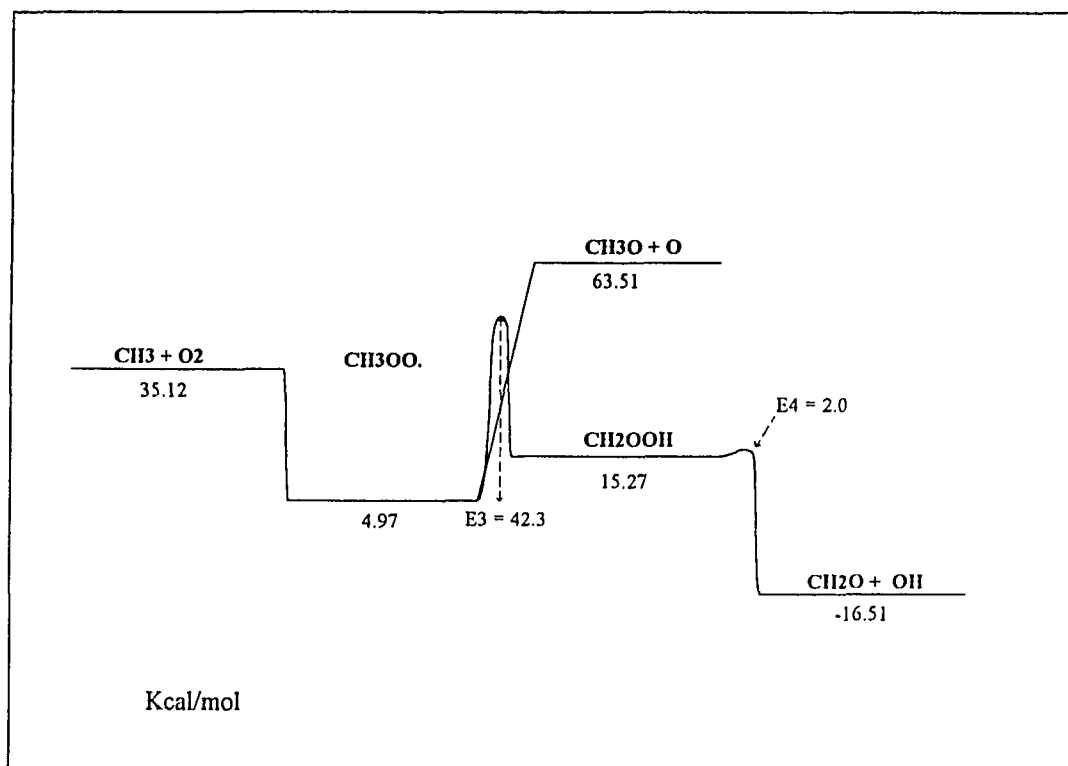 CH3O + O
63.51
CH3 + O2
35.12
CH3OO.
E4 = 2.0
CH2OOH
15.27
4.97
E3 = 42.3
CH2O + OH
-16.51
Kcal/mol